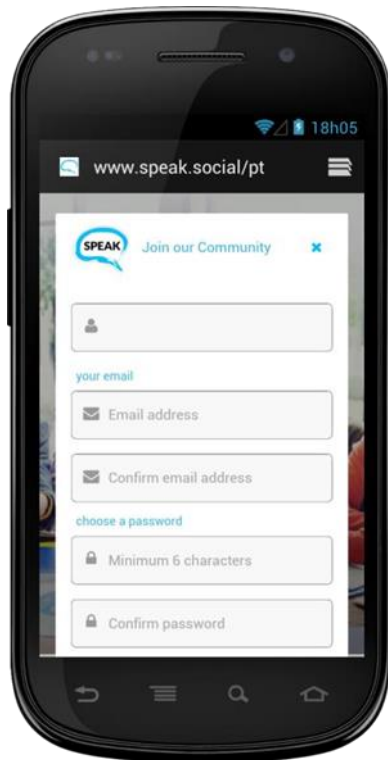 18h05
www.speak.social/pt
SPEAK
Join our Community
your email
Email address
Confirm email address
choose a password
Minimum 6 characters
Confirm password